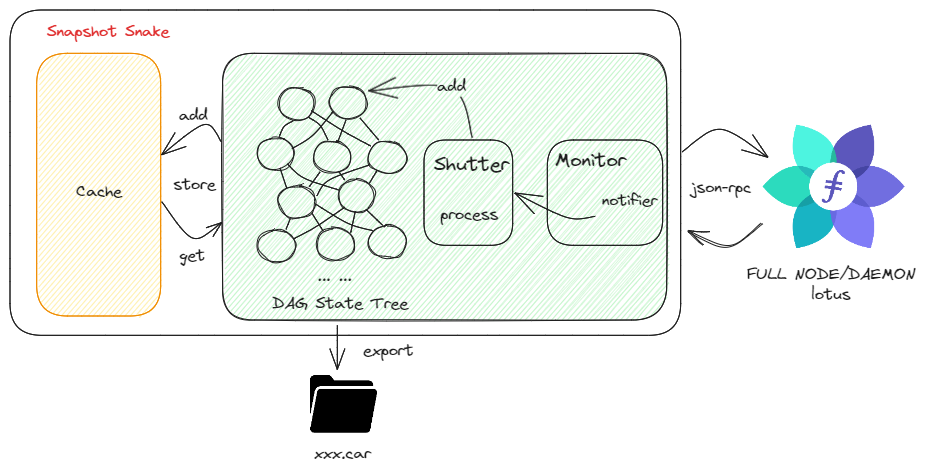 Snapshot Snake
add
add
Shutter
Monitor
Cache
store
json-rpc
notifier
process
get
FULL NODE/DAEMON
lotus
... ...
DAG State Tree
export
xxx.car